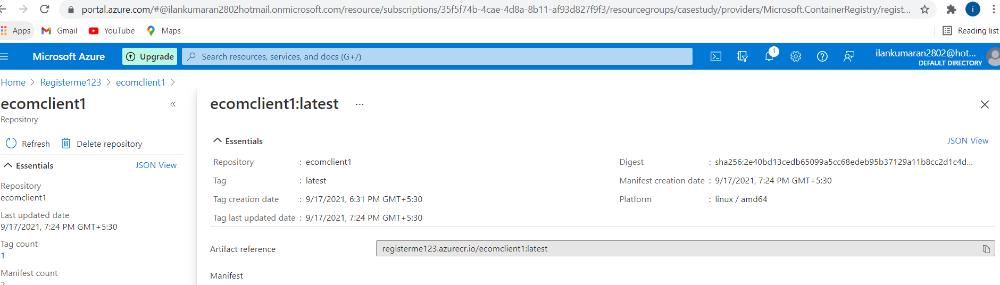 portal.azure.com/#@ilankumaran2802hotmail.onmicrosoft.com/resource/subscriptions/35f5f74b-4cae-4d8a-8b11-af93d827f9f3/resourcegroups/casestudy/providers/Microsoft.ContainerRegistry/regist...
i
Apps Gmail YouTube Maps Reading list
Microsoft Azure Upgrade Search resources, services, and docs (G+/) 1 ilankumaran2802@hot...
DEFAULT DIRECTORY
Home > Registerme123 > ecomclient1 >
ecomclient1 «
Repository
Refresh Delete repository
Essentials JSON View
Repository
ecomclient1
Last updated date
9/17/2021, 7:24 PM GMT+5:30
Tag count
1
Manifest count
ecomclient1:latest ...
Essentials JSON View
Repository : ecomclient1 Digest : sha256:2e40bd13cedb65099a5cc68edeb95b37129a11b8cc2d1c4d...
Tag : latest Manifest creation date : 9/17/2021, 7:24 PM GMT+5:30
Tag creation date : 9/17/2021, 6:31 PM GMT+5:30 Platform : linux / amd64
Tag last updated date : 9/17/2021, 7:24 PM GMT+5:30
Artifact reference registerme123.azurecr.io/ecomclient1:latest
Manifest